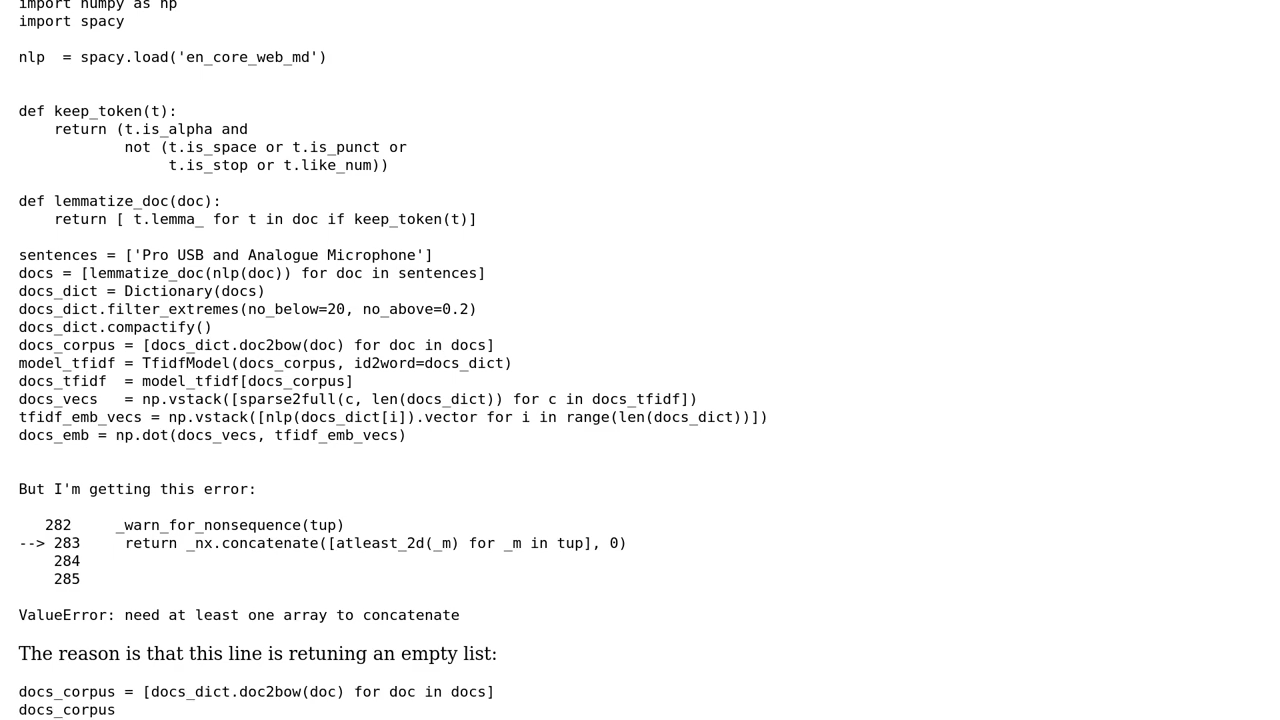 import numpy as np
import spacy
nlp  = spacy.load('en_core_web_md')
def keep_token(t):
    return (t.is_alpha and
            not (t.is_space or t.is_punct or
                 t.is_stop or t.like_num))
def lemmatize_doc(doc):
    return [ t.lemma_ for t in doc if keep_token(t)]
sentences = ['Pro USB and Analogue Microphone']
docs = [lemmatize_doc(nlp(doc)) for doc in sentences]
docs_dict = Dictionary(docs)
docs_dict.filter_extremes(no_below=20, no_above=0.2)
docs_dict.compactify()
docs_corpus = [docs_dict.doc2bow(doc) for doc in docs]
model_tfidf = TfidfModel(docs_corpus, id2word=docs_dict)
docs_tfidf  = model_tfidf[docs_corpus]
docs_vecs   = np.vstack([sparse2full(c, len(docs_dict)) for c in docs_tfidf])
tfidf_emb_vecs = np.vstack([nlp(docs_dict[i]).vector for i in range(len(docs_dict))])
docs_emb = np.dot(docs_vecs, tfidf_emb_vecs)
But I'm getting this error:
   282     _warn_for_nonsequence(tup)
--> 283     return _nx.concatenate([atleast_2d(_m) for _m in tup], 0)
    284
    285
ValueError: need at least one array to concatenate
The reason is that this line is retuning an empty list:
docs_corpus = [docs_dict.doc2bow(doc) for doc in docs]
docs_corpus